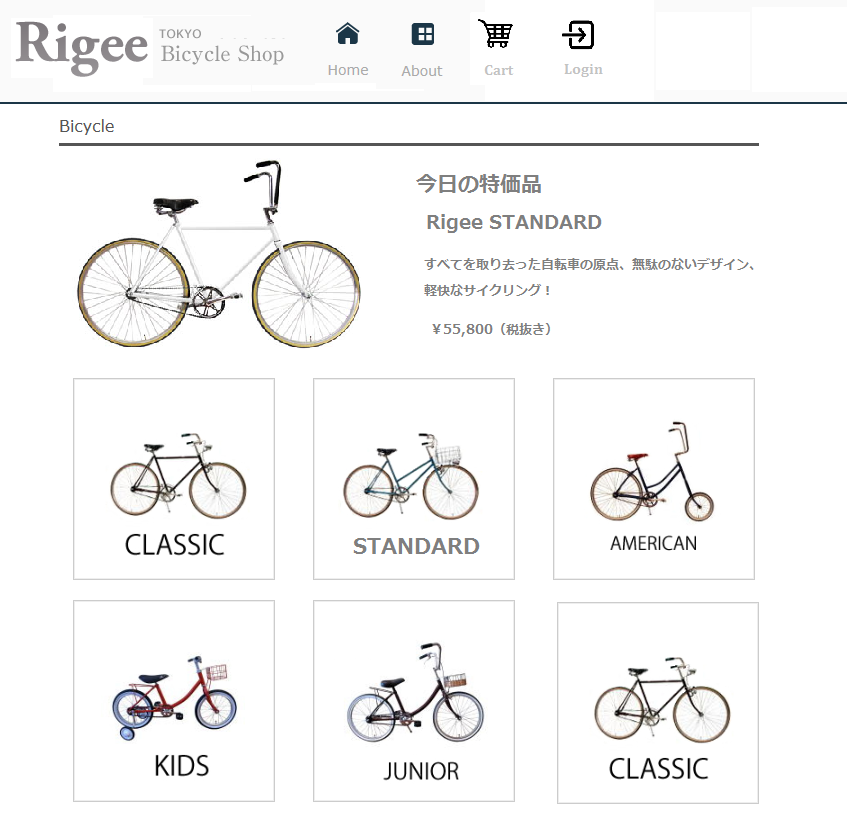 Rigee
TOKYO
Bicycle Shop
Home
About
Cart
Login
Bicycle
今日の特価品
Rigee STANDARD
すべてを取り去った自転車の原点、無駄のないデザイン、
軽快なサイクリング！
￥55,800（税抜き）
CLASSIC
STANDARD
AMERICAN
KIDS
JUNIOR
CLASSIC